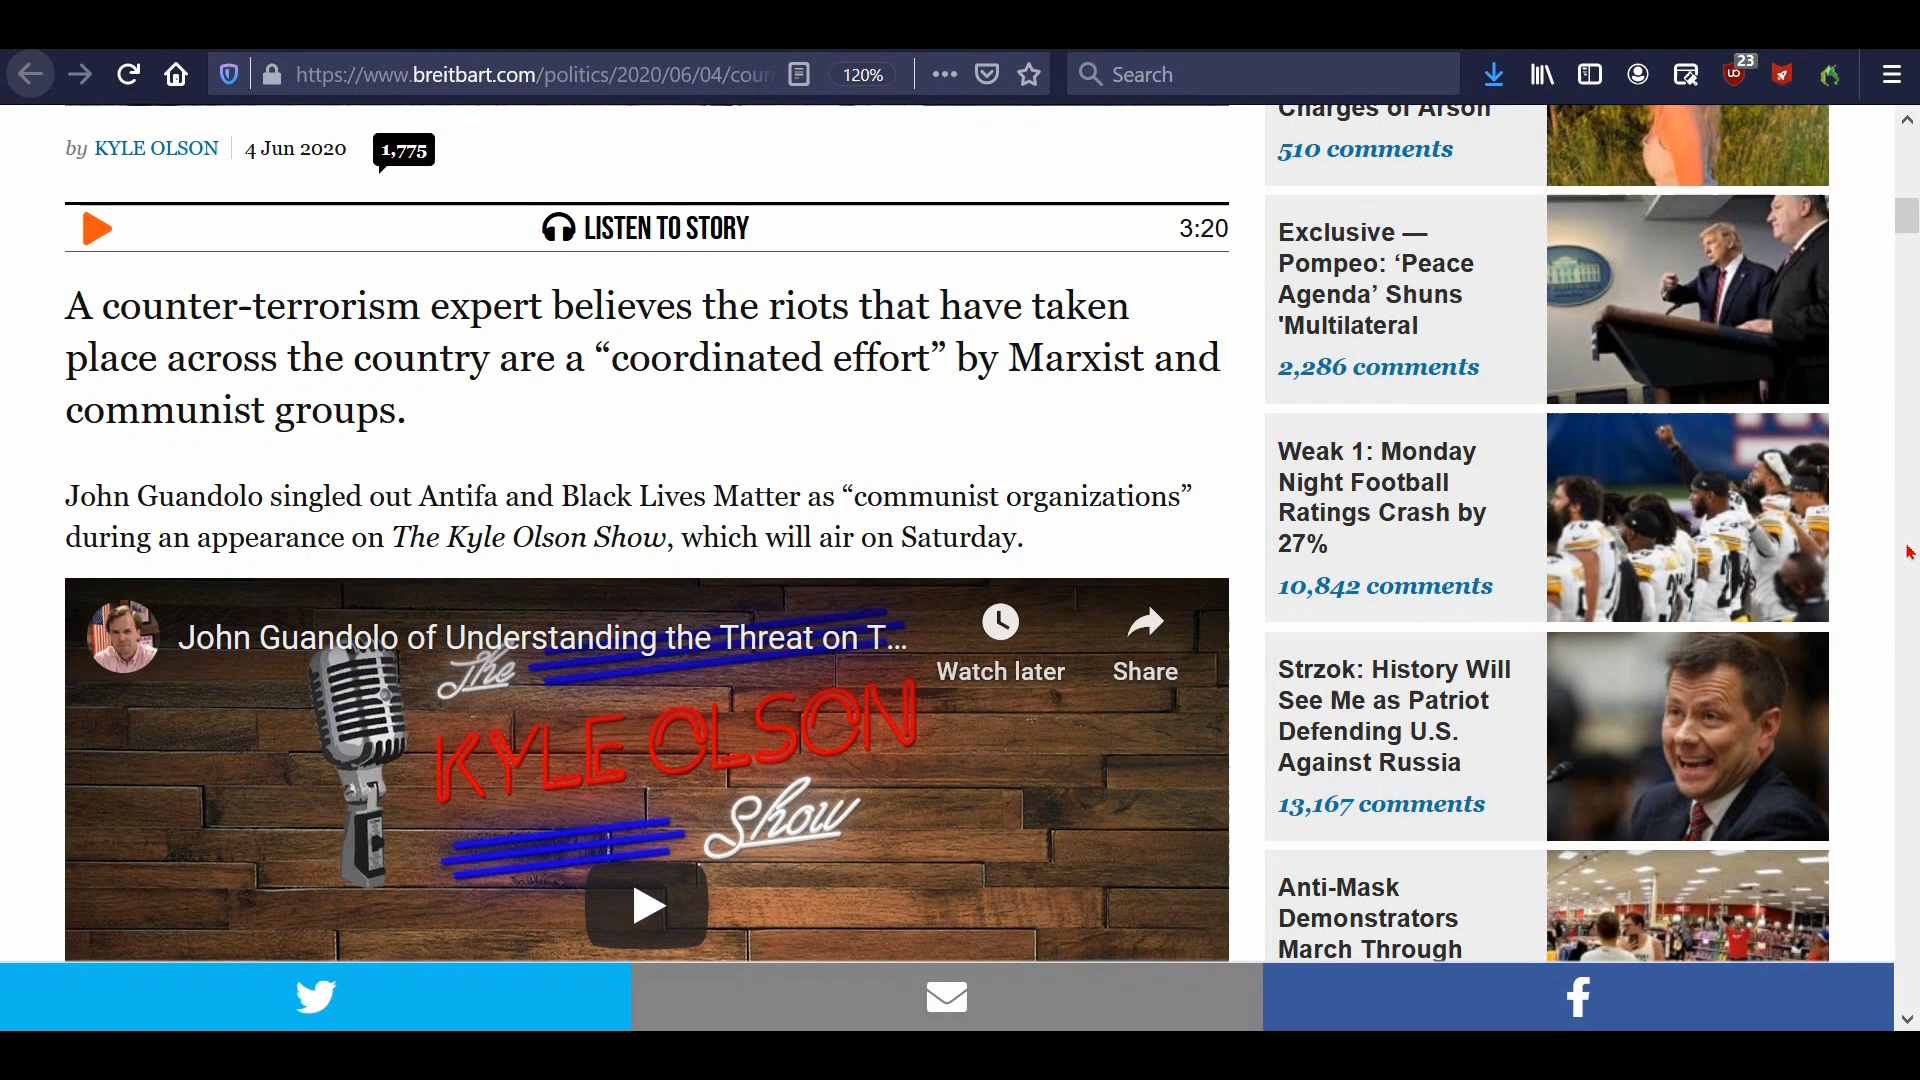 https://www.breitbart.com/politics/2020/06/04/coun
120%
Search
23
by KYLE OLSON 4 Jun 2020 1,775
LISTEN TO STORY 3:20
A counter-terrorism expert believes the riots that have taken
place across the country are a “coordinated effort” by Marxist and
communist groups.
John Guandolo singled out Antifa and Black Lives Matter as “communist organizations”
during an appearance on The Kyle Olson Show, which will air on Saturday.
John Guandolo of Understanding the Threat on T...
Watch later
Share
The
KYLE OLSON
Show
Charges of Arson
510 comments
Exclusive —
Pompeo: ‘Peace
Agenda’ Shuns
'Multilateral
2,286 comments
Weak 1: Monday
Night Football
Ratings Crash by
27%
10,842 comments
Strzok: History Will
See Me as Patriot
Defending U.S.
Against Russia
13,167 comments
Anti-Mask
Demonstrators
March Through